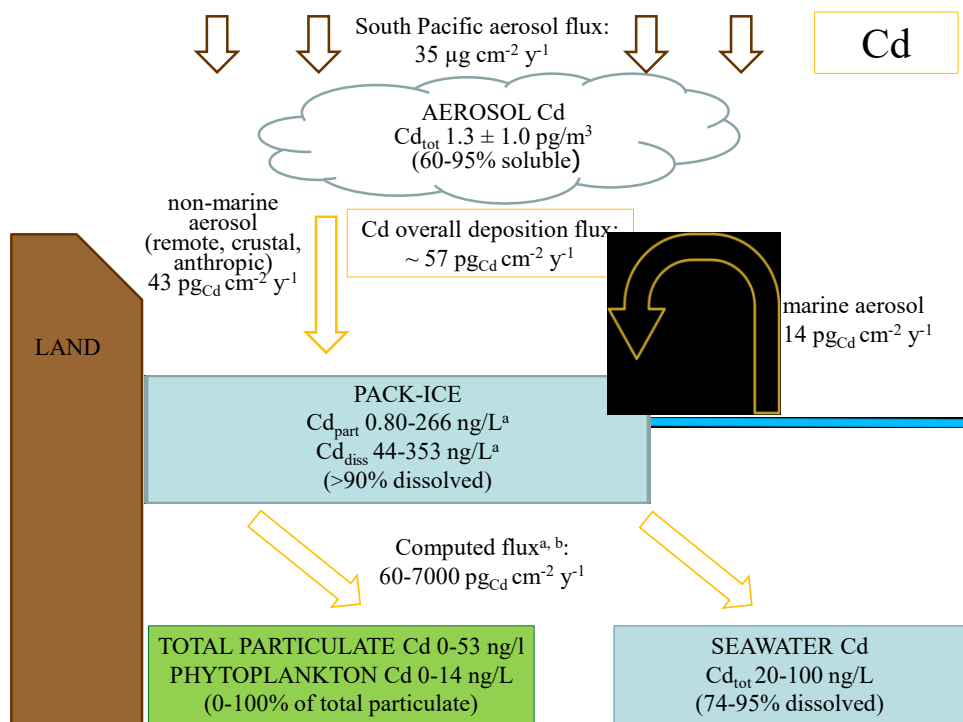 South Pacific aerosol flux:
35 µg cm-2 y-1
Cd
AEROSOL Cd
Cdtot 1.3 ± 1.0 pg/m3
(60-95% soluble)
non-marine
aerosol
(remote, crustal,
anthropic)
43 pgCd cm-2 y-1
Cd overall deposition flux:
~ 57 pgCd cm-2 y-1
marine aerosol
14 pgCd cm-2 y-1
LAND
PACK-ICE
Cdpart 0.80-266 ng/La
Cddiss 44-353 ng/La
(>90% dissolved)
Computed fluxa, b:
60-7000 pgCd cm-2 y-1
TOTAL PARTICULATE Cd 0-53 ng/l
PHYTOPLANKTON Cd 0-14 ng/L
(0-100% of total particulate)
SEAWATER Cd
Cdtot 20-100 ng/L
(74-95% dissolved)